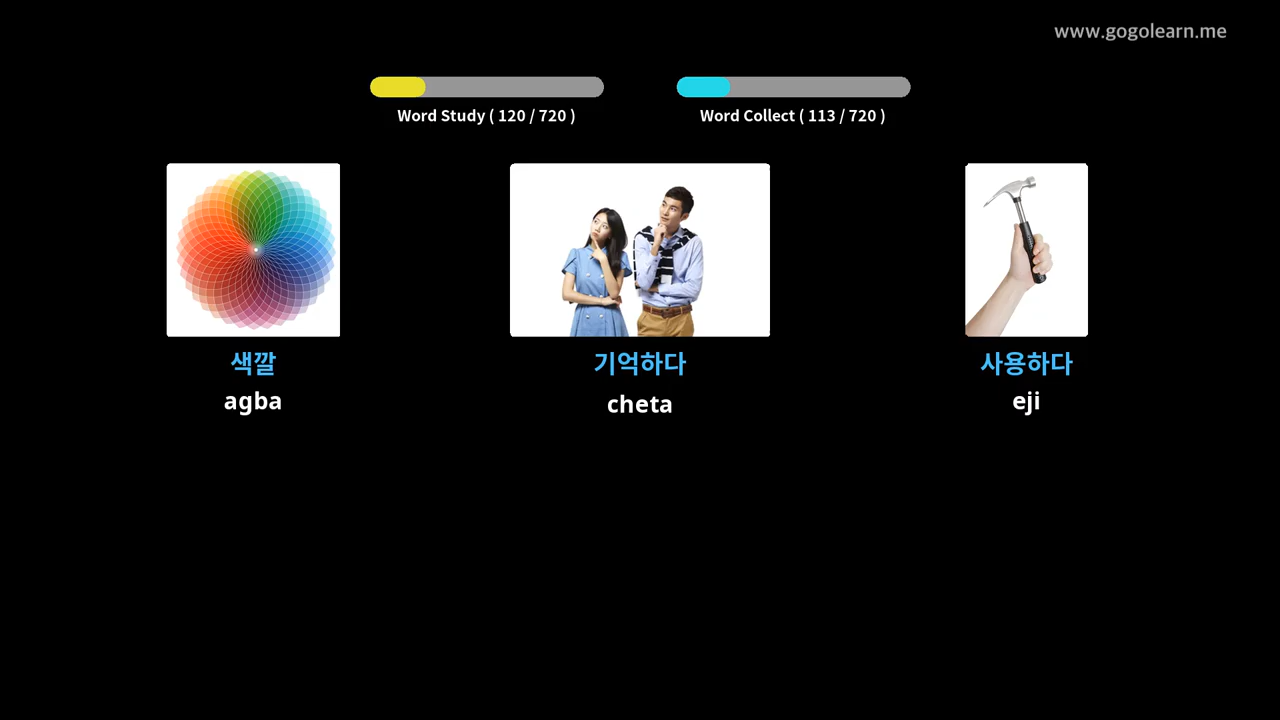 www.gogolearn.me
Word Study ( 120 / 720 )
Word Collect ( 113 / 720 )
색깔
기억하다
사용하다
agba
cheta
eji